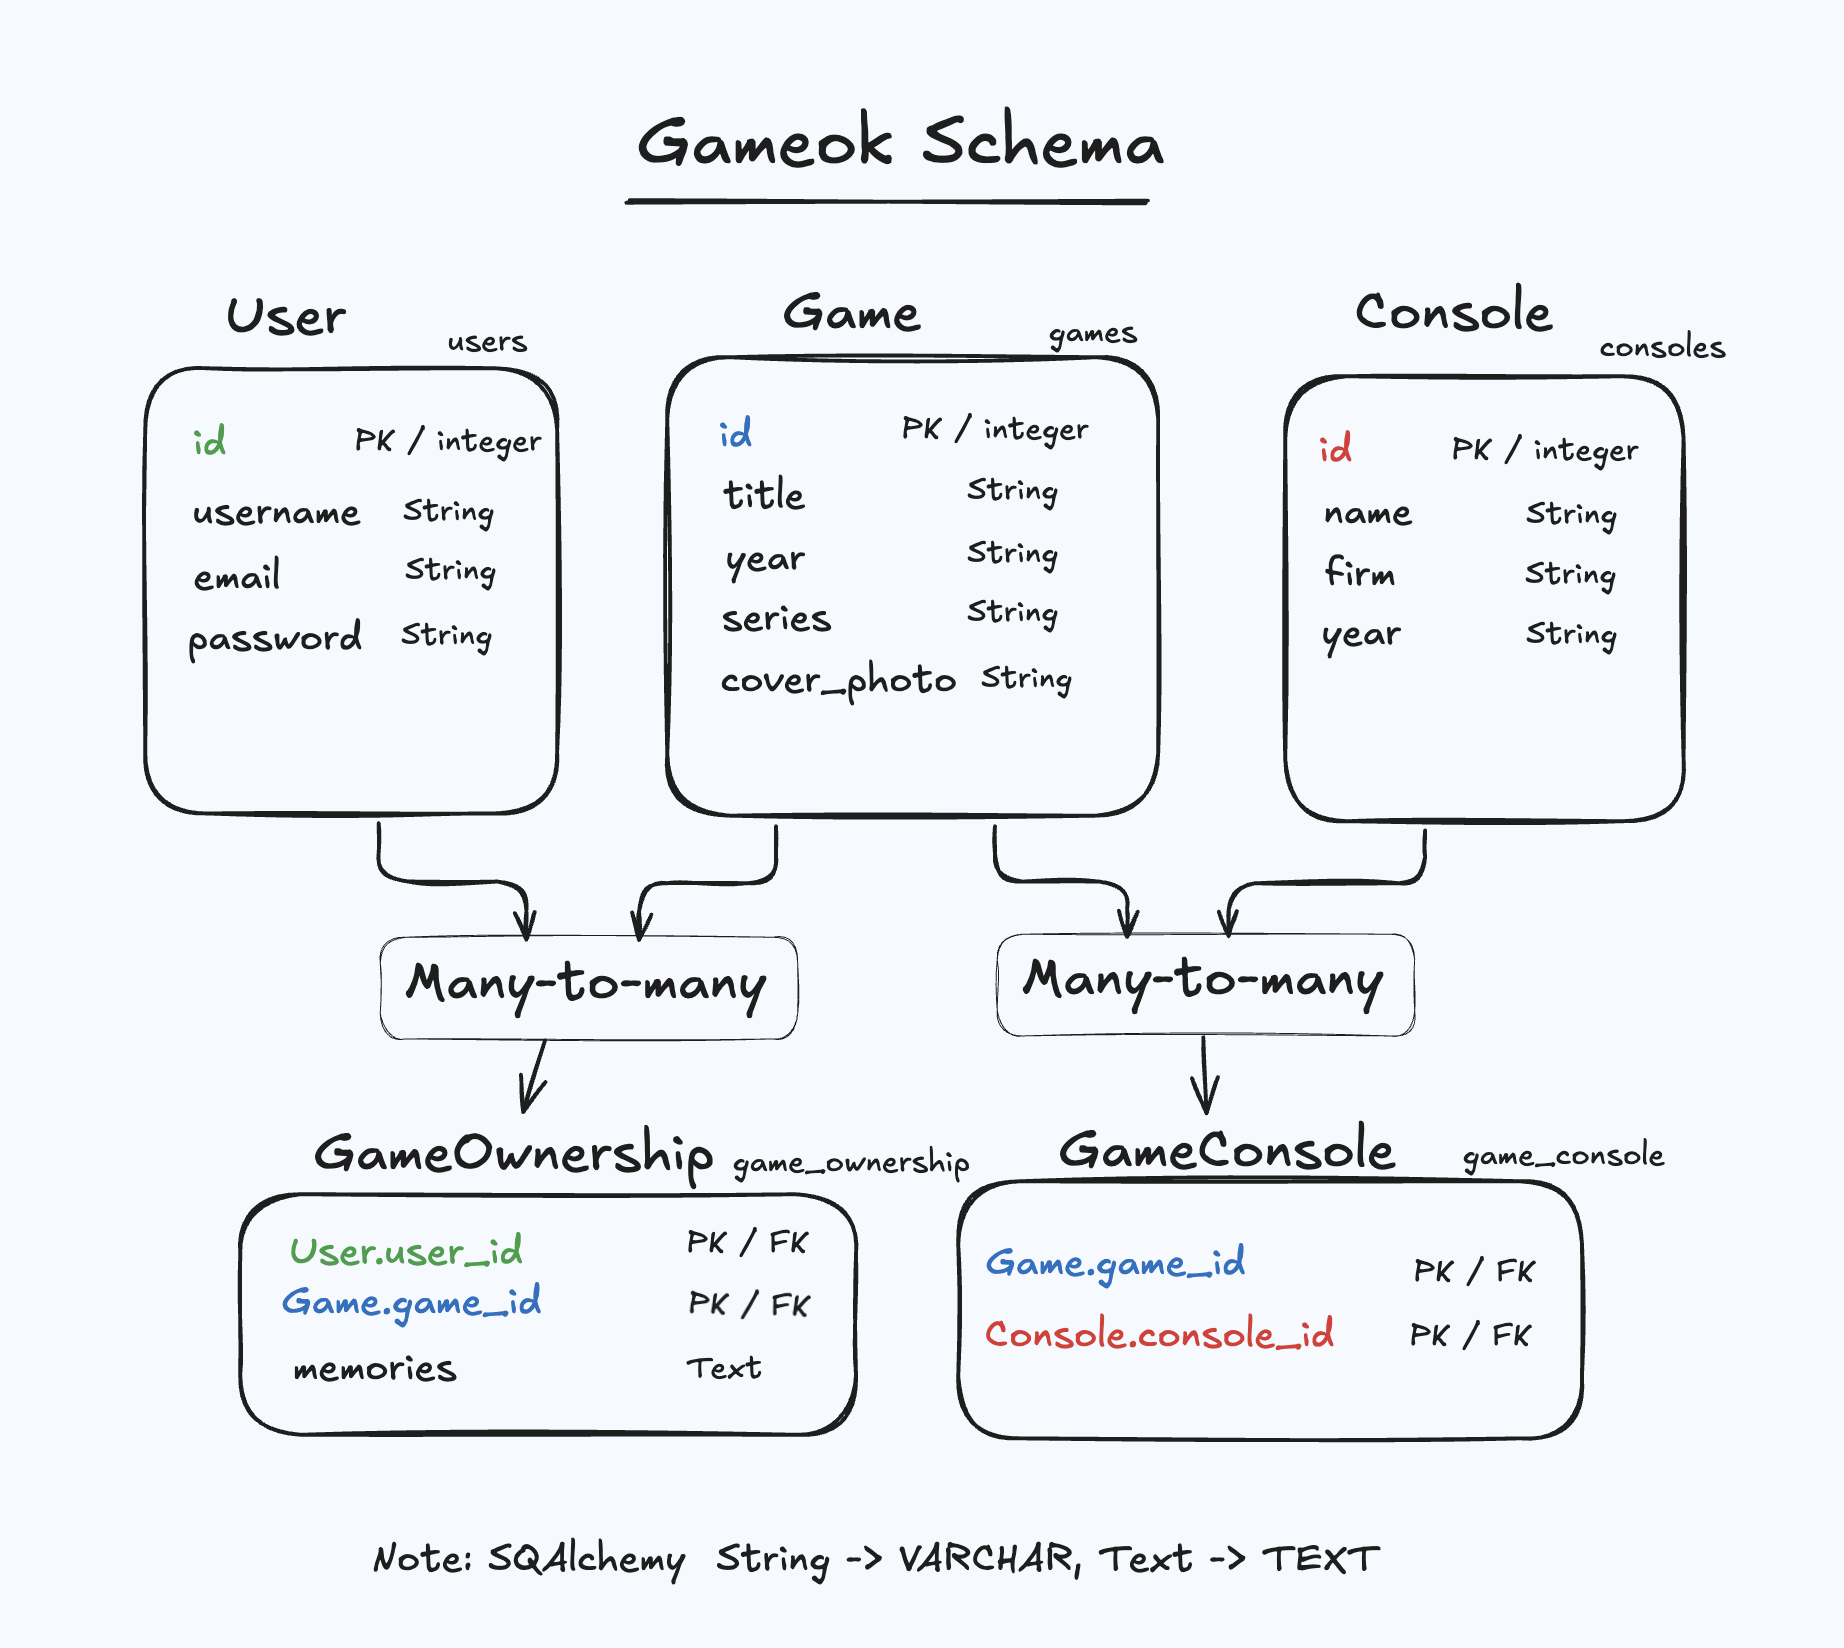 Gameok Schema
User
users
id PK / integer
username String
email String
password String
Game
games
id PK / integer
title String
year String
series String
cover_photo String
Console
consoles
id PK / integer
name String
firm String
year String
Many-to-many
Many-to-many
GameOwnership game_ownership
User.user_id PK / FK
Game.game_id PK / FK
memories Text
GameConsole game_console
Game.game_id PK / FK
Console.console_id PK / FK
Note: SQAlchemy String -> VARCHAR, Text -> TEXT